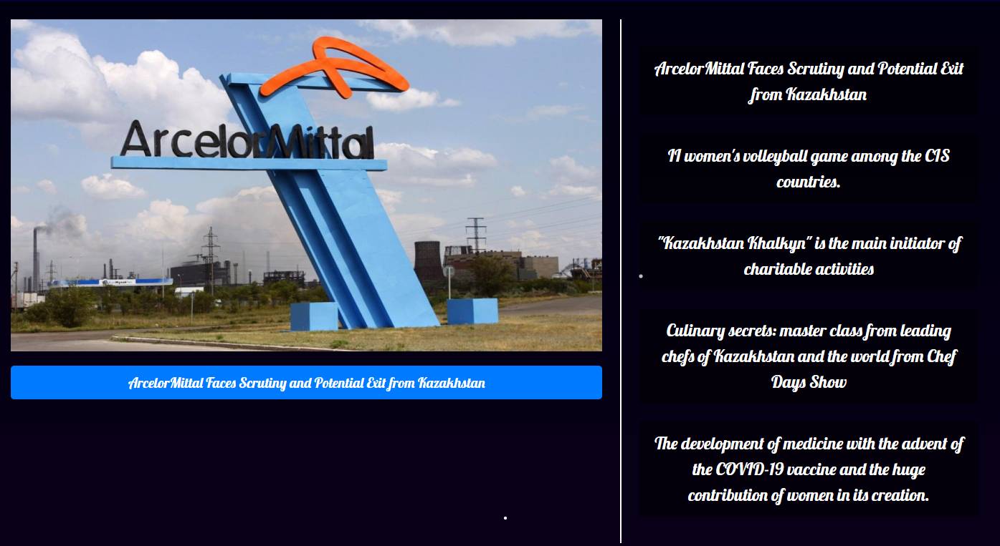 ArcelorMittal
ArcelorMittal Faces Scrutiny and Potential Exit from Kazakhstan
ArcelorMittal Faces Scrutiny and Potential Exit
from Kazakhstan
II women's volleyball game among the CIS
countries.
"Kazakhstan Khalkyn" is the main initiator of
charitable activities
Culinary secrets: master class from leading
chefs of Kazakhstan and the world from Chef
Days Show
The development of medicine with the advent of
the COVID-19 vaccine and the huge
contribution of women in its creation.